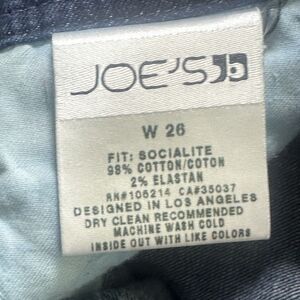 JOE'S
W 26
FIT: SOCIALITE
98% COTTON/COTON
2% ELASTAN
RN#105214 CA#35037
DESIGNED IN LOS ANGELES
DRY CLEAN RECOMMENDED
MACHINE WASH COLD
INSIDE OUT WITH LIKE COLORS